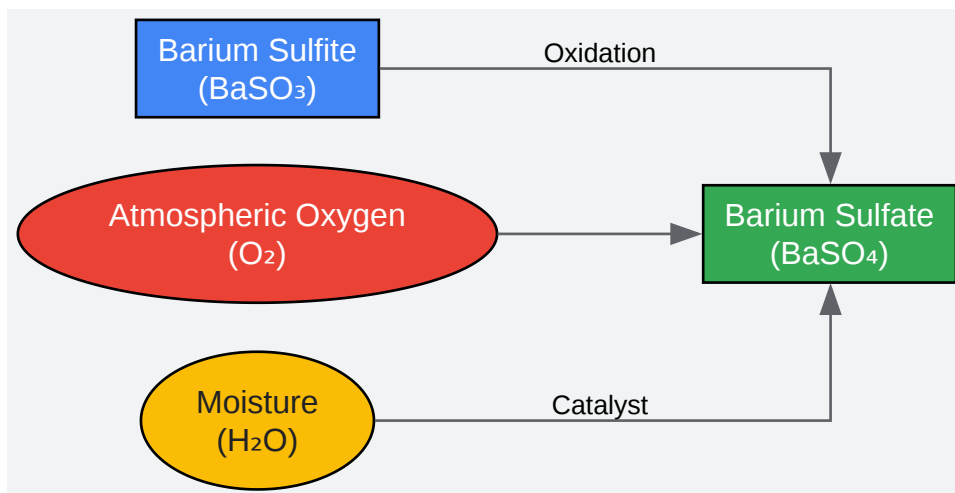 Barium Sulfite
(BaSO₃)
Oxidation
Atmospheric Oxygen
(O₂)
Barium Sulfate
(BaSO₄)
Moisture
(H₂O)
Catalyst